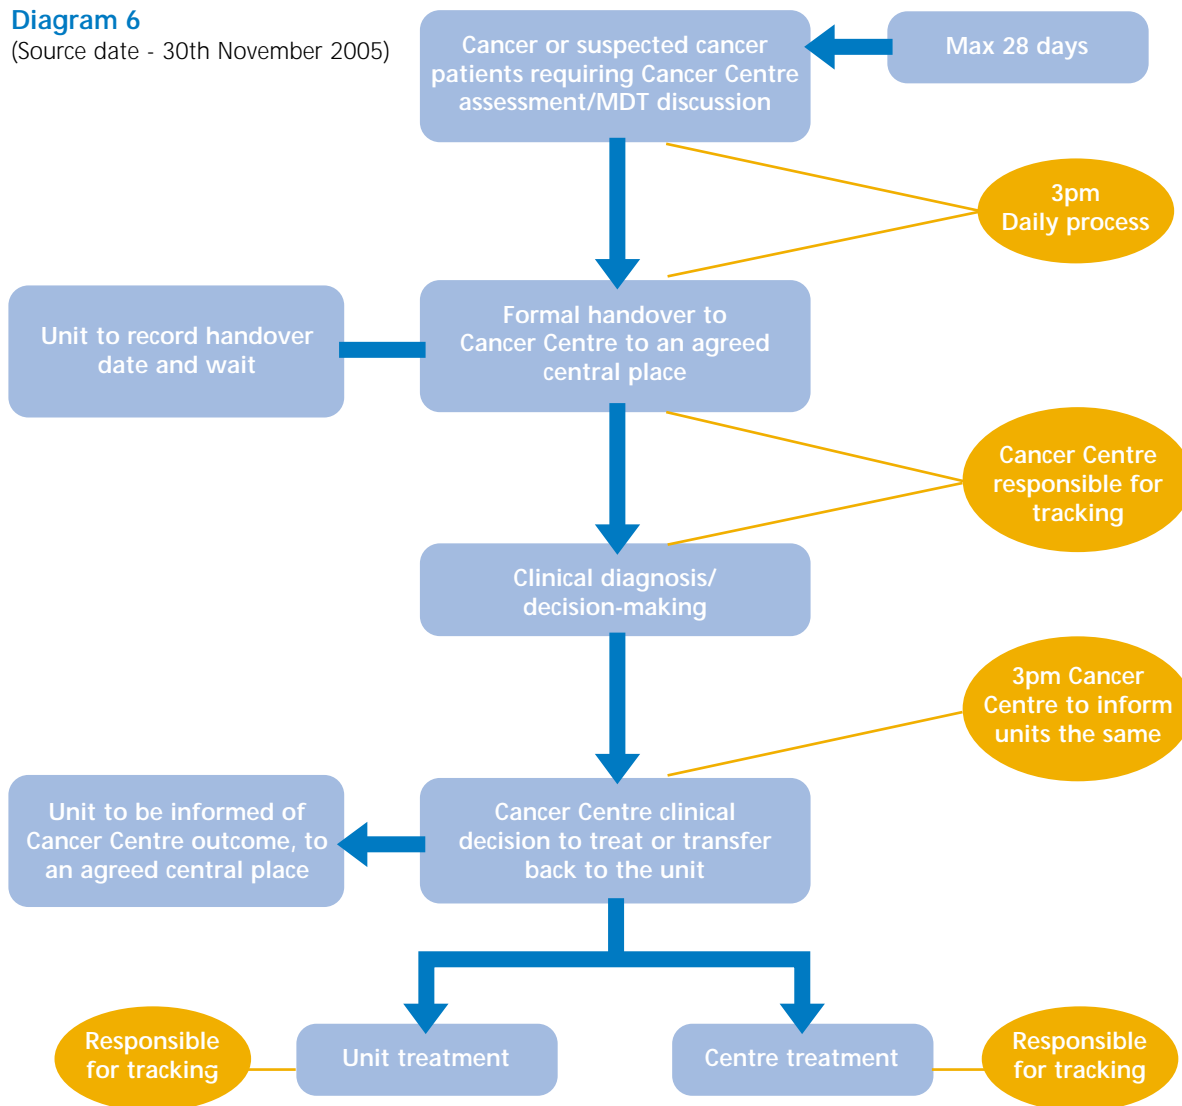 Diagram 6
(Source date - 30th November 2005)
Cancer or suspected cancer
patients requiring Cancer Centre
assessment/MDT discussion
Max 28 days
3pm
Daily process
Unit to record handover
date and wait
Formal handover to
Cancer Centre to an agreed
central place
Cancer Centre
responsible for
tracking
Clinical diagnosis/
decision-making
3pm Cancer
Centre to inform
units the same
Unit to be informed of
Cancer Centre outcome, to
an agreed central place
Cancer Centre clinical
decision to treat or transfer
back to the unit
Responsible
for tracking
Unit treatment
Centre treatment
Responsible
for tracking